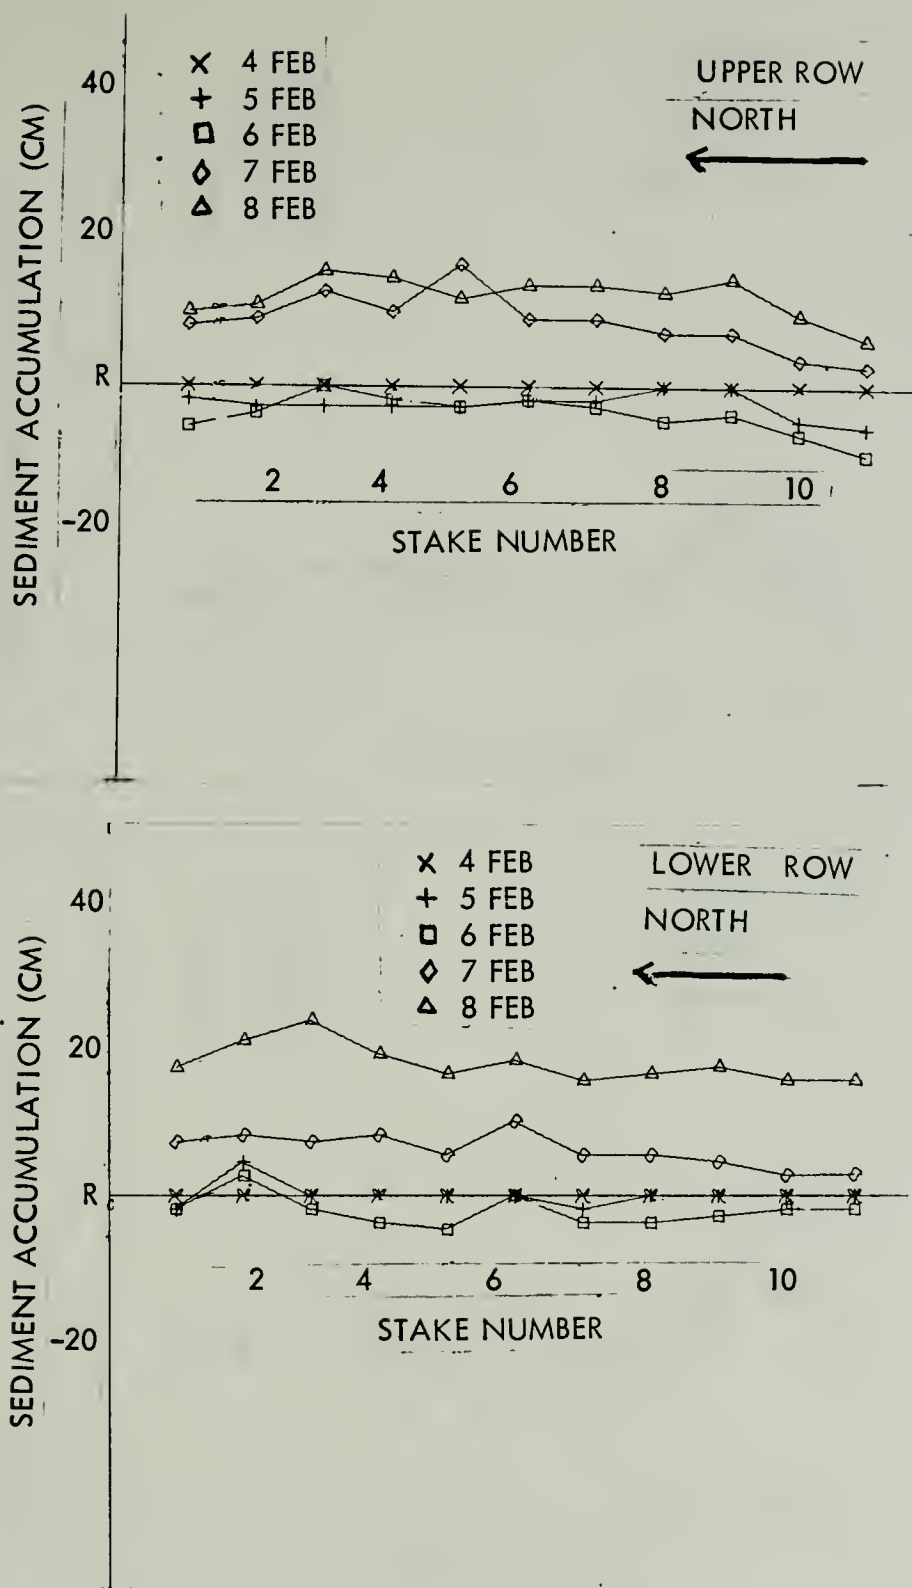 40
20
R
-20
SEDIMENT ACCUMULATION (CM)
4 FEB
5 FEB
6 FEB
7 FEB
8 FEB
UPPER ROW
NORTH
2 4 6 8 10
STAKE NUMBER
40
20
R
-20
SEDIMENT ACCUMULATION (CM)
4 FEB
5 FEB
6 FEB
7 FEB
8 FEB
LOWER ROW
NORTH
2 4 6 8 10
STAKE NUMBER